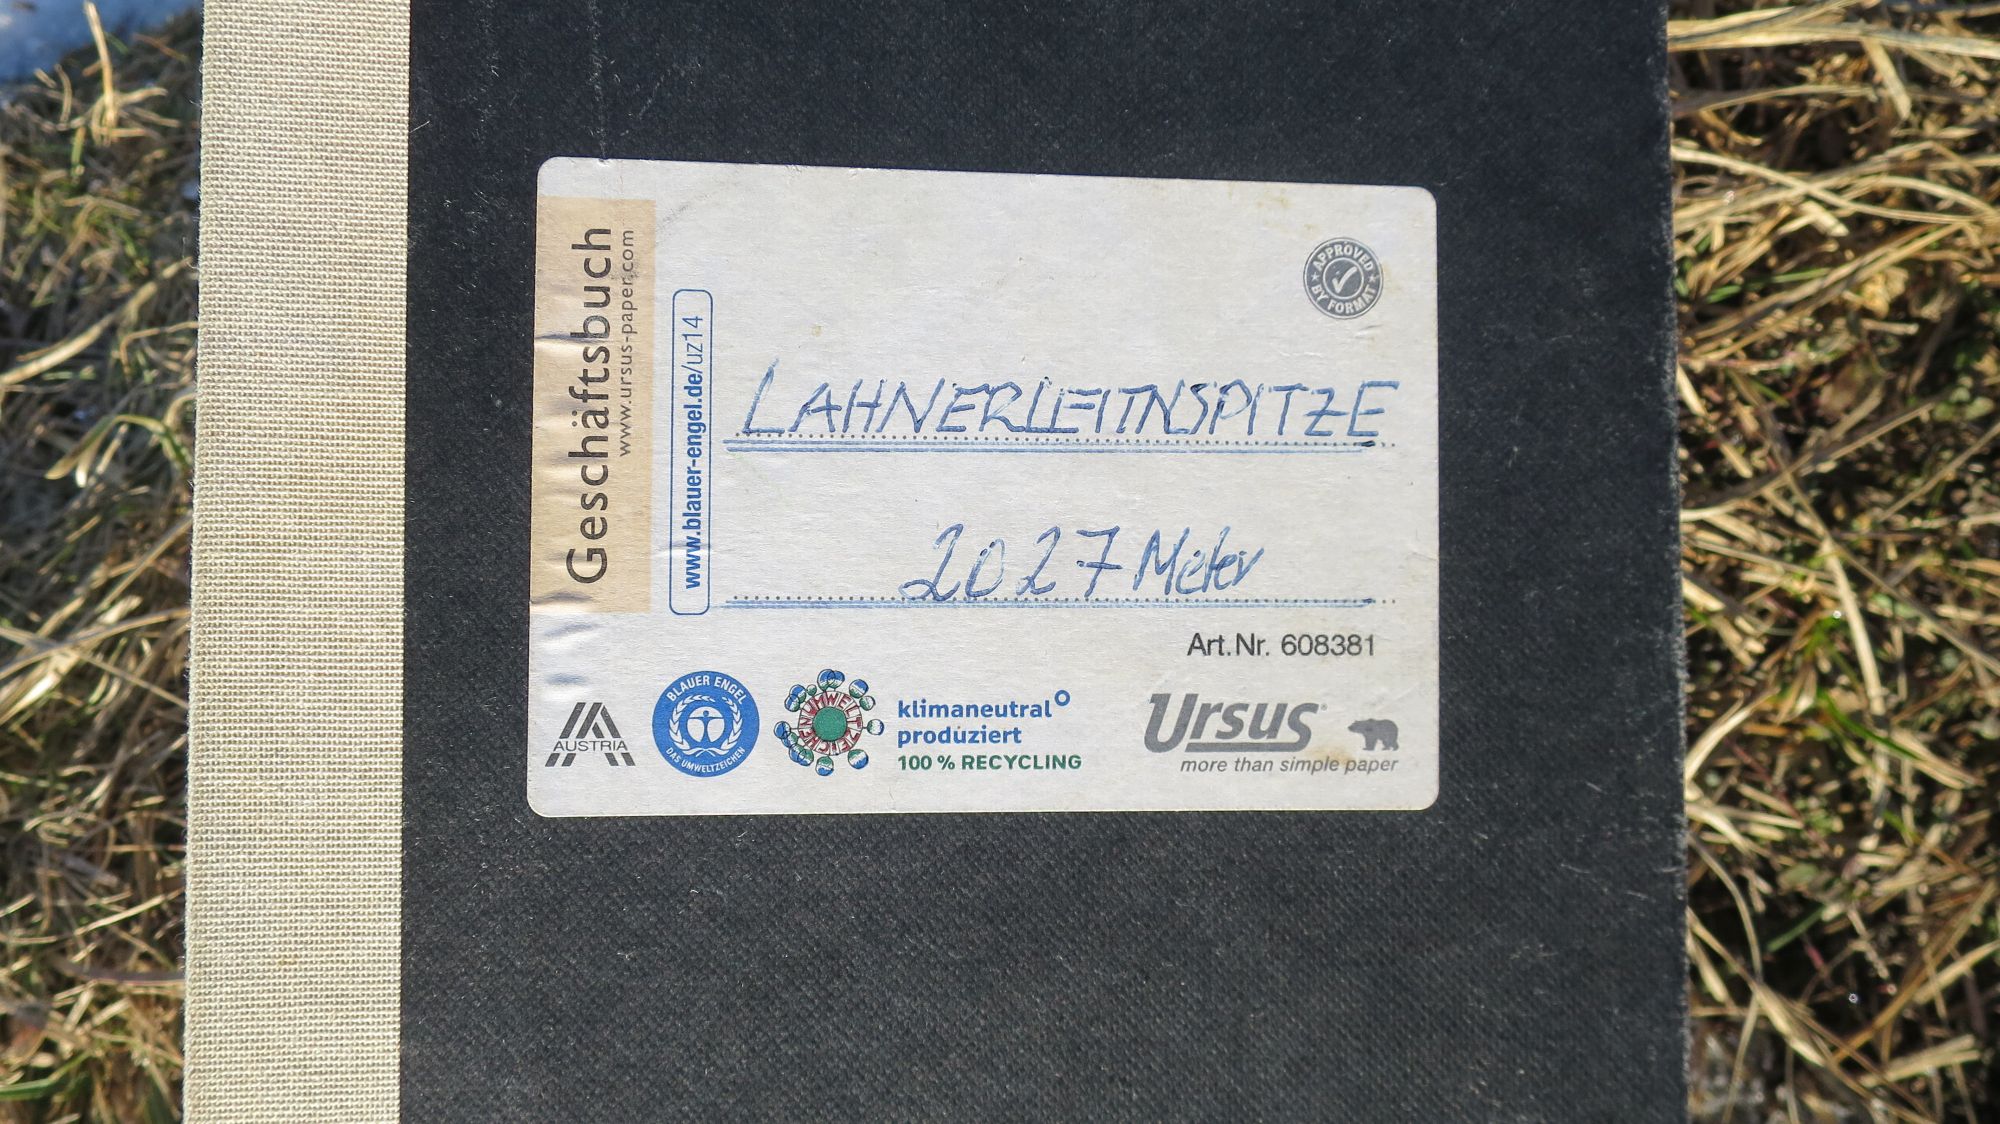 Geschäftsbuch
www.ursus-paper.com
www.blauer-engel.de/uz14
APPROVED BY FORMAT
LAHNERLEITNSPITZE
2027 Meter
Art.Nr. 608381
AUSTRIA
BLAUER ENGEL
DAS UMWELTZEICHEN
UMWELTZEICHEN
klimaneutral
produziert
100 % RECYCLING
Ursus
more than simple paper